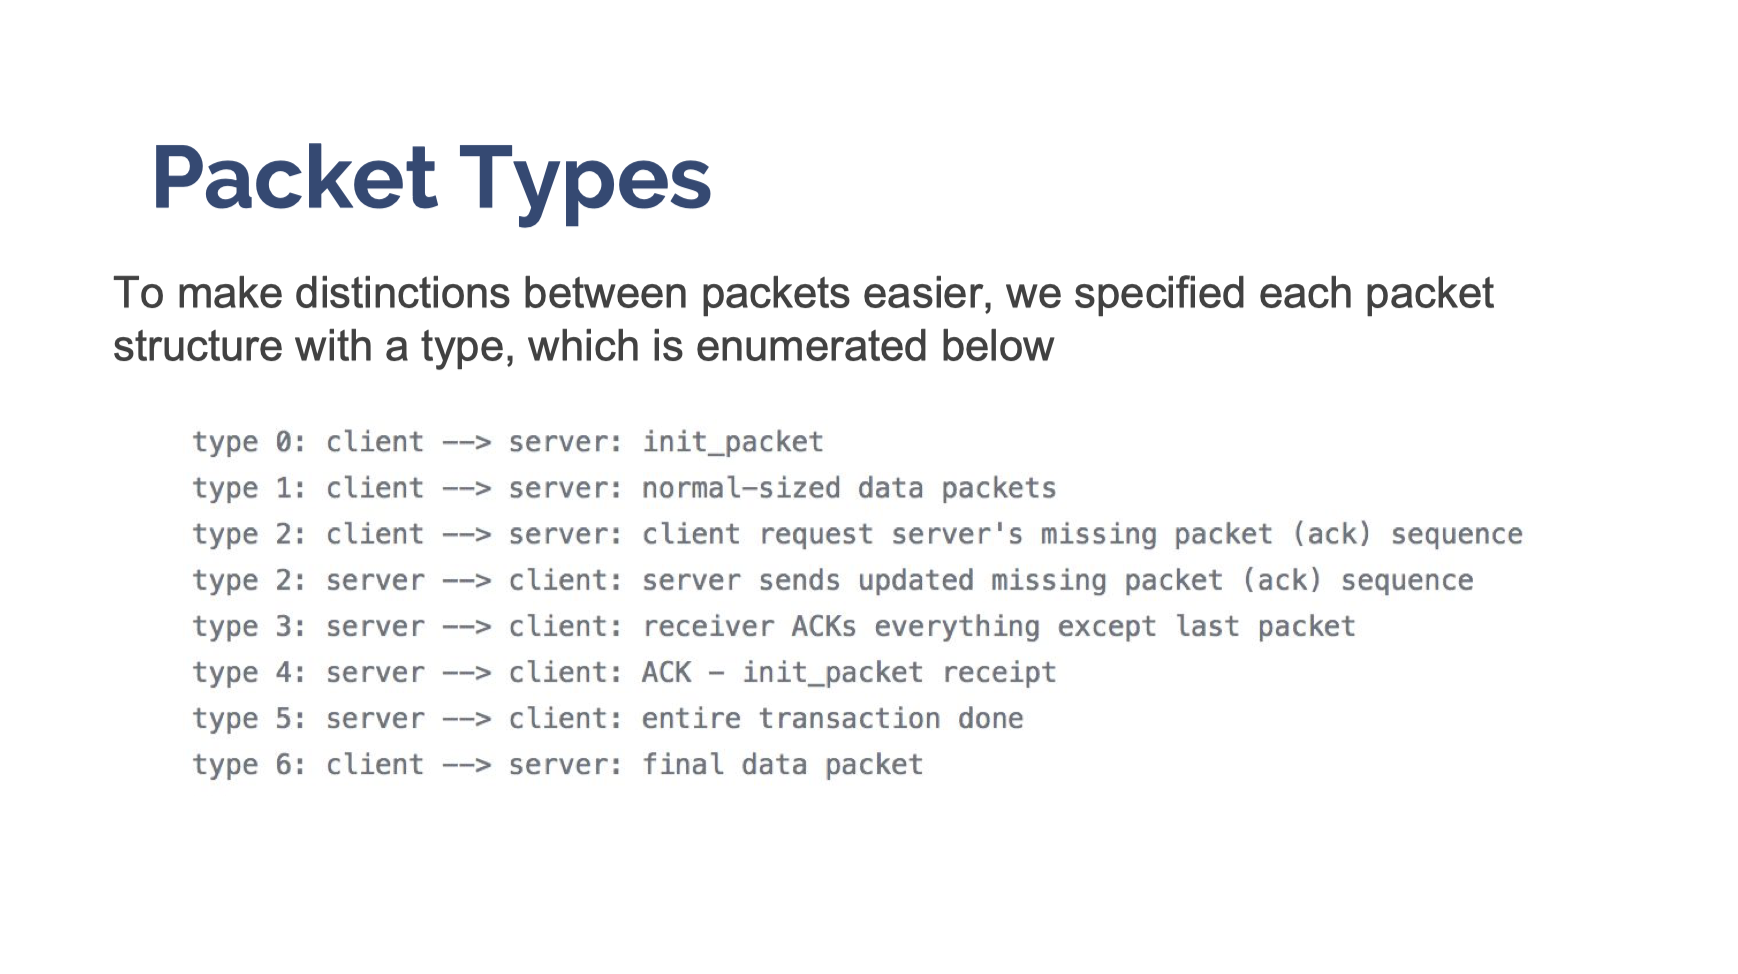 Packet Types
To make distinctions between packets easier, we specified each packet
structure with a type, which is enumerated below
type 0: client --> server: init_packet
type 1: client --> server: normal-sized data packets
type 2: client --> server: client request server's missing packet (ack) sequence
type 2: server --> client: server sends updated missing packet (ack) sequence
type 3: server --> client: receiver ACKs everything except last packet
type 4: server --> client: ACK - init_packet receipt
type 5: server --> client: entire transaction done
type 6: client --> server: final data packet